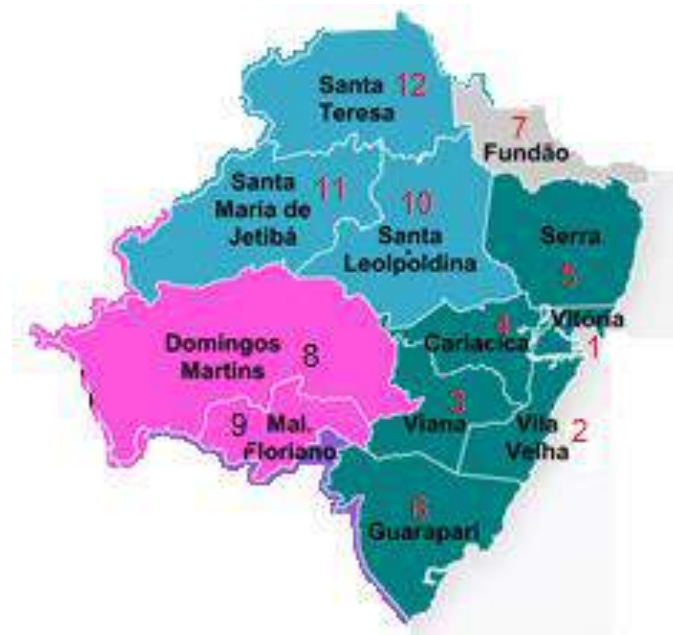 Santa 12
Teresa
7
Fundão
Santa
Maria de
Jetibá
11
10
Santa
Leolpoldina
Serra
5
Vitória
4
Cariacica
1
Domingos
Martins
8
3
Viana
Vila
Velha
2
9
Mal.
Floriano
6
Guarapari